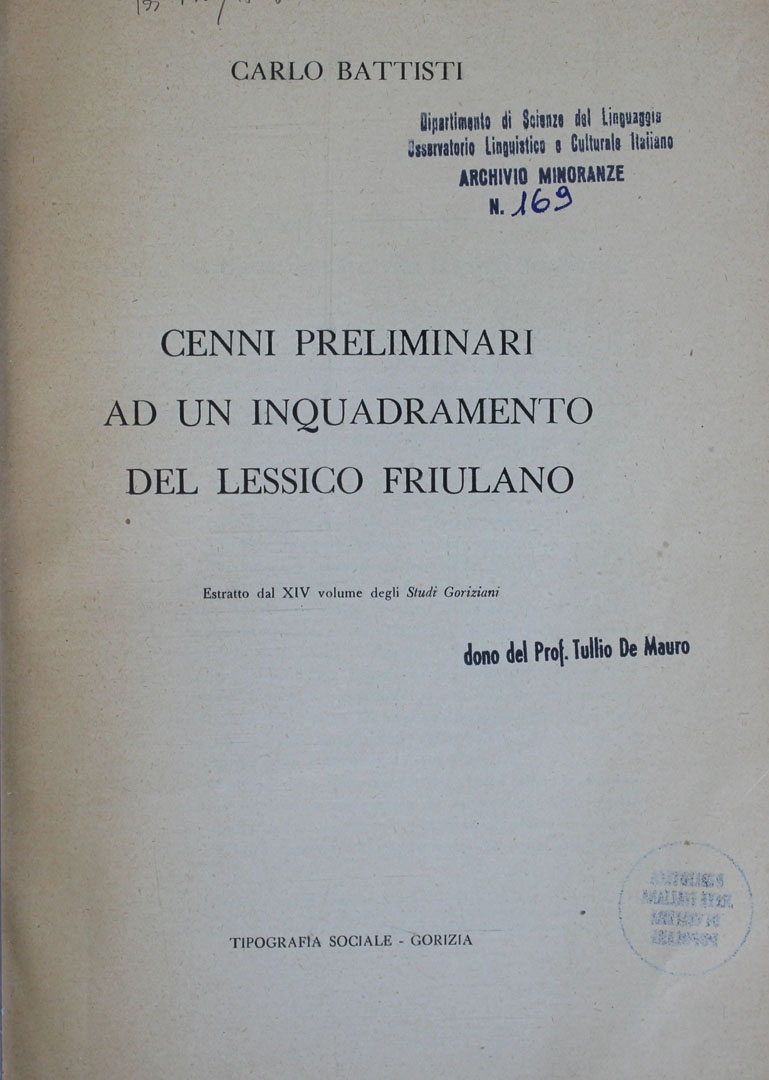 CARLO BATTISTI
Dipartimento di Scienze del Linguaggio
Osservatorio Linguistico e Culturale Italiano
ARCHIVIO MINORANZE
N. 169
CENNI PRELIMINARI
AD UN INQUADRAMENTO
DEL LESSICO FRIULANO
Estratto dal XIV volume degli Studi Goriziani
dono del Prof. Tullio De Mauro
TIPOGRAFIA SOCIALE - GORIZIA